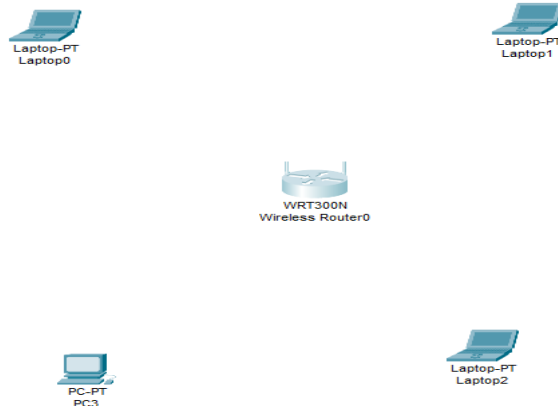 Laptop-PT
Laptop0
Laptop-PT
Laptop1
WRT300N
Wireless Router0
PC-PT
PC3
Laptop-PT
Laptop2